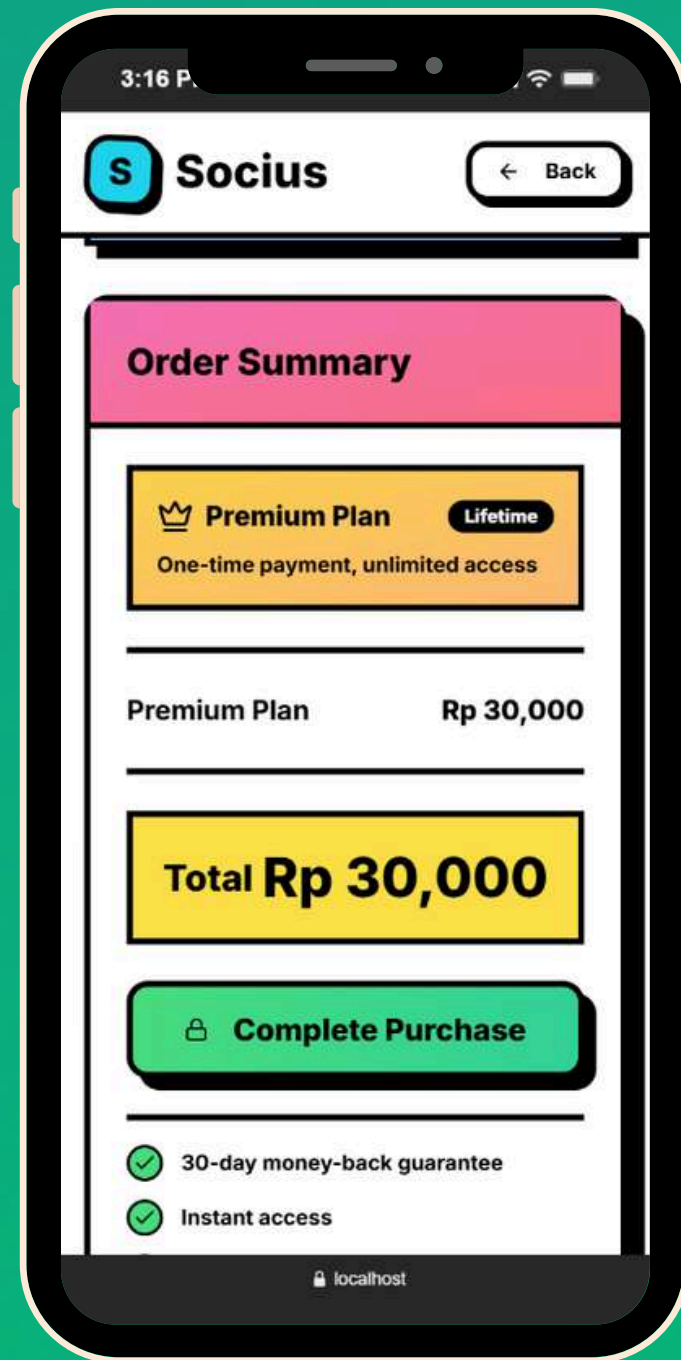 3:16 P
S Socius
← Back
Order Summary
Premium Plan Lifetime
One-time payment, unlimited access
Premium Plan Rp 30,000
Total Rp 30,000
Complete Purchase
30-day money-back guarantee
Instant access
localhost